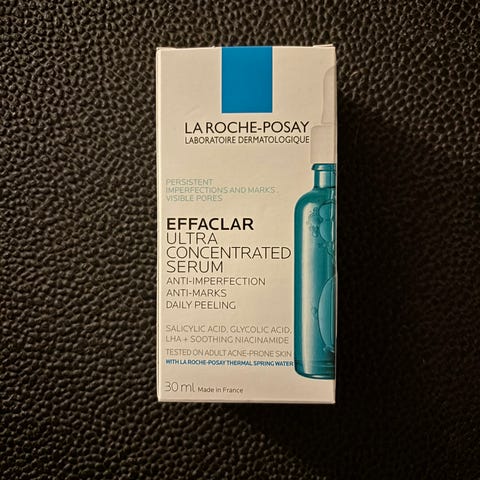 LA ROCHE-POSAY
LABORATOIRE DERMATOLOGIQUE
PERSISTENT
IMPERFECTIONS AND MARKS,
VISIBLE PORES
EFFACLAR
ULTRA
CONCENTRATED
SERUM
ANTI-IMPERFECTION
ANTI-MARKS
DAILY PEELING
SALICYLIC ACID, GLYCOLIC ACID,
LHA + SOOTHING NIACINAMIDE
TESTED ON ADULT ACNE-PRONE SKIN
WITH LA ROCHE-POSAY THERMAL SPRING WATER
30 ml Made in France